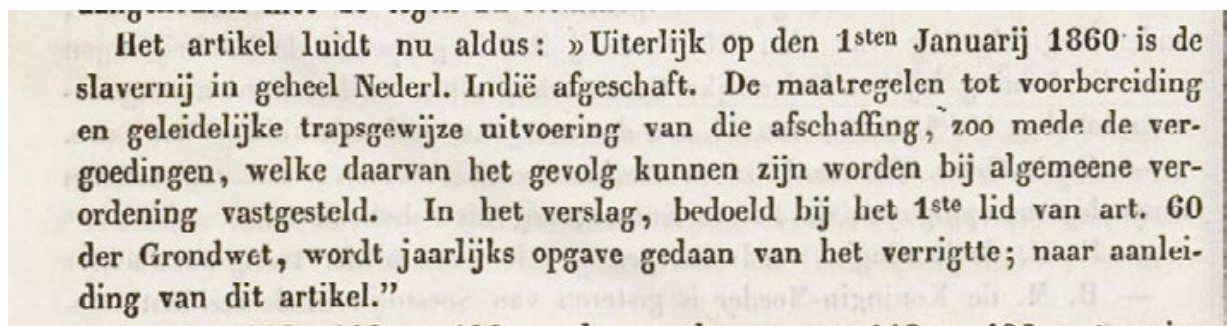 Het artikel luidt nu aldus: »Uiterlijk op den 1sten Januarij 1860 is de
slavernij in geheel Nederl. Indië afgeschaft. De maatregelen tot voorbereiding
en geleidelijke trapsgewijze uitvoering van die afschaffing, zoo mede de ver-
goedingen, welke daarvan het gevolg kunnen zijn worden bij algemeene ver-
ordening vastgesteld. In het verslag, bedoeld bij het 1ste lid van art. 60
der Grondwet, wordt jaarlijks opgave gedaan van het verrigtte; naar aanlei-
ding van dit artikel.”